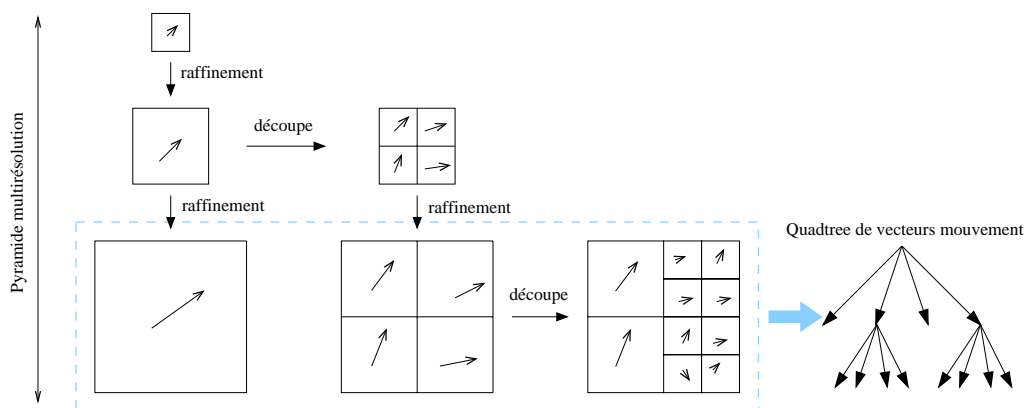 Pyramide multirésolution
raffinement
découpe
raffinement
raffinement
découpe
Quadtree de vecteurs mouvement